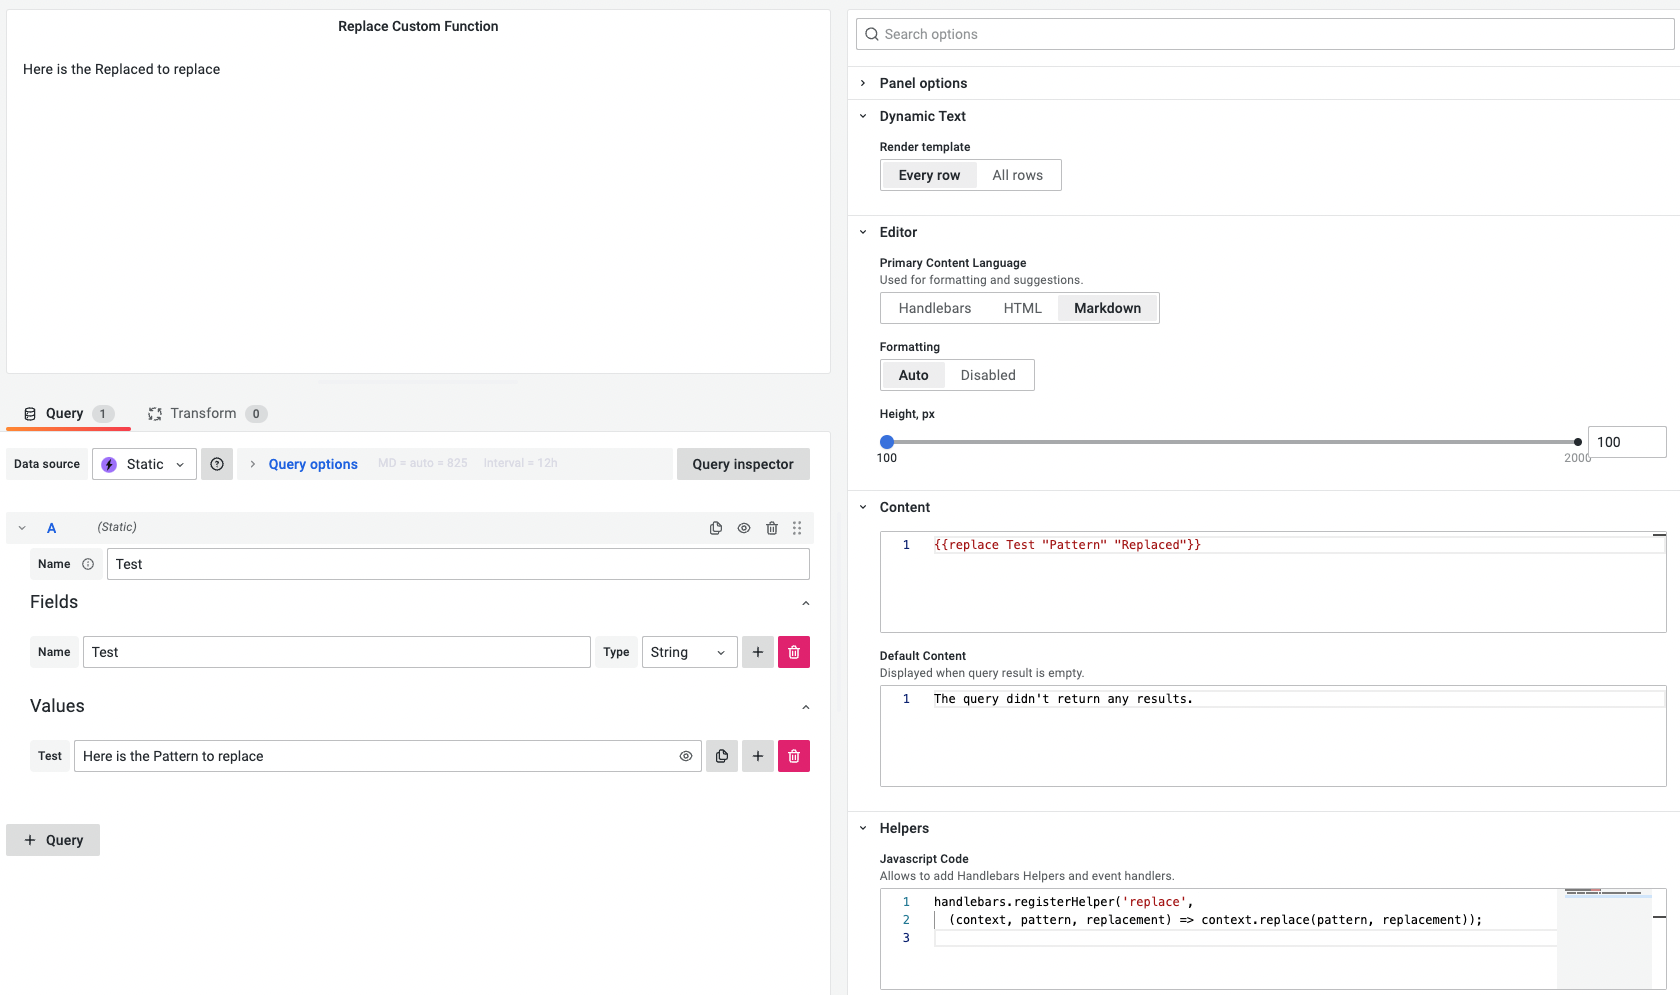 Replace Custom Function
Here is the Replaced to replace
Query 1 Transform 0
Data source Static Query options MD = auto = 825 Interval = 12h Query inspector
A (Static)
Name Test
Fields
Name Test Type String
Values
Test Here is the Pattern to replace
+ Query
Search options
Panel options
Dynamic Text
Render template
Every row All rows
Editor
Primary Content Language
Used for formatting and suggestions.
Handlebars HTML Markdown
Formatting
Auto Disabled
Height, px
100
100 2000
Content
1 {{replace Test "Pattern" "Replaced"}}
Default Content
Displayed when query result is empty.
1 The query didn't return any results.
Helpers
Javascript Code
Allows to add Handlebars Helpers and event handlers.
1 handlebars.registerHelper('replace',
2 (context, pattern, replacement) => context.replace(pattern, replacement));
3